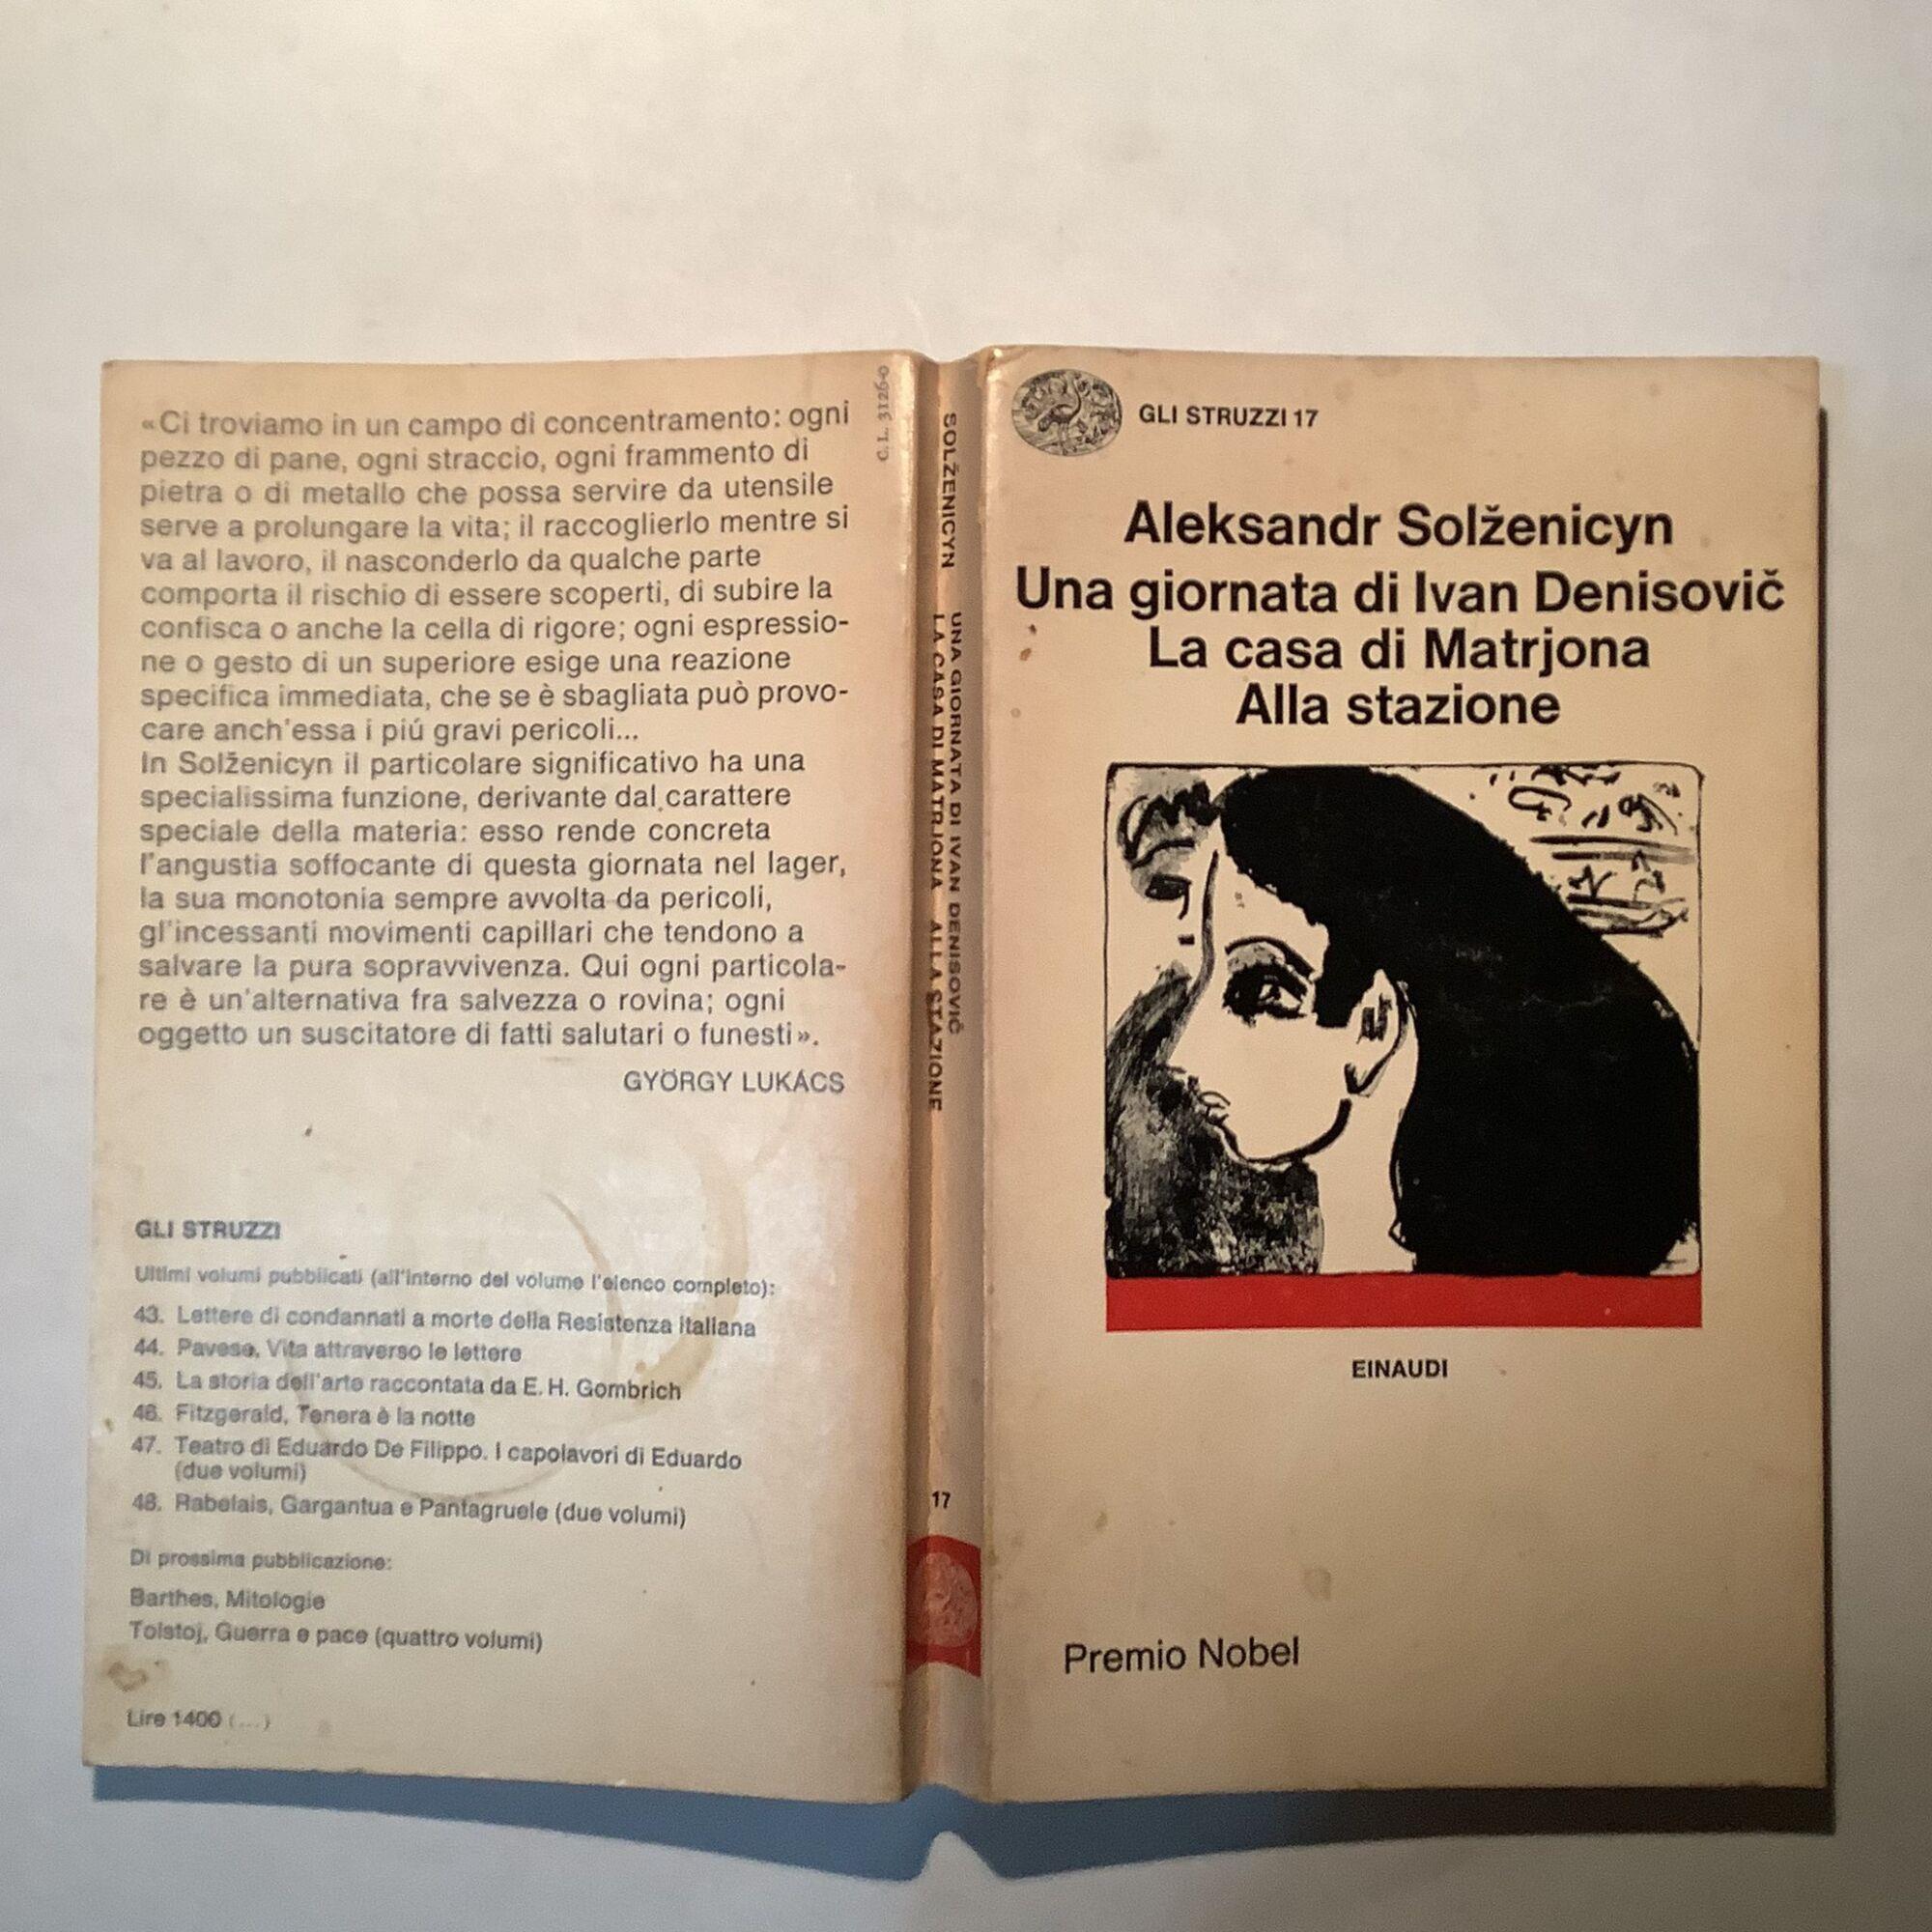 «Ci troviamo in un campo di concentramento: ogni
pezzo di pane, ogni straccio, ogni frammento di
pietra o di metallo che possa servire da utensile
serve a prolungare la vita; il raccoglierlo mentre si
va al lavoro, il nasconderlo da qualche parte
comporta il rischio di essere scoperti, di subire la
confisca o anche la cella di rigore; ogni espressio-
ne o gesto di un superiore esige una reazione
specifica immediata, che se è sbagliata può provo-
care anch'essa i piú gravi pericoli...
In Solženicyn il particolare significativo ha una
specialissima funzione, derivante dal carattere
speciale della materia: esso rende concreta
l'angustia soffocante di questa giornata nel lager,
la sua monotonia sempre avvolta da pericoli,
gl'incessanti movimenti capillari che tendono a
salvare la pura sopravvivenza. Qui ogni particola-
re è un'alternativa fra salvezza o rovina; ogni
oggetto un suscitatore di fatti salutari o funesti».
GYÖRGY LUKÁCS
GLI STRUZZI
Ultimi volumi pubblicati (all'interno del volume l'elenco completo):
43. Lettere di condannati a morte della Resistenza italiana
44. Pavese, Vita attraverso le lettere
45. La storia dell'arte raccontata da E. H. Gombrich
46. Fitzgerald, Tenera è la notte
47. Teatro di Eduardo De Filippo. I capolavori di Eduardo
(due volumi)
48. Rabelais, Gargantua e Pantagruele (due volumi)
Di prossima pubblicazione:
Barthes, Mitologie
Tolstoj, Guerra e pace (quattro volumi)
Lire 1400 (...)
C. L. 3126-0
SOLŽENICYN
UNA GIORNATA DI IVAN DENISOVIČ
LA CASA DI MATRJONA ALLA STAZIONE
17
GLI STRUZZI 17
Aleksandr Solženicyn
Una giornata di Ivan Denisovič
La casa di Matrjona
Alla stazione
EINAUDI
Premio Nobel